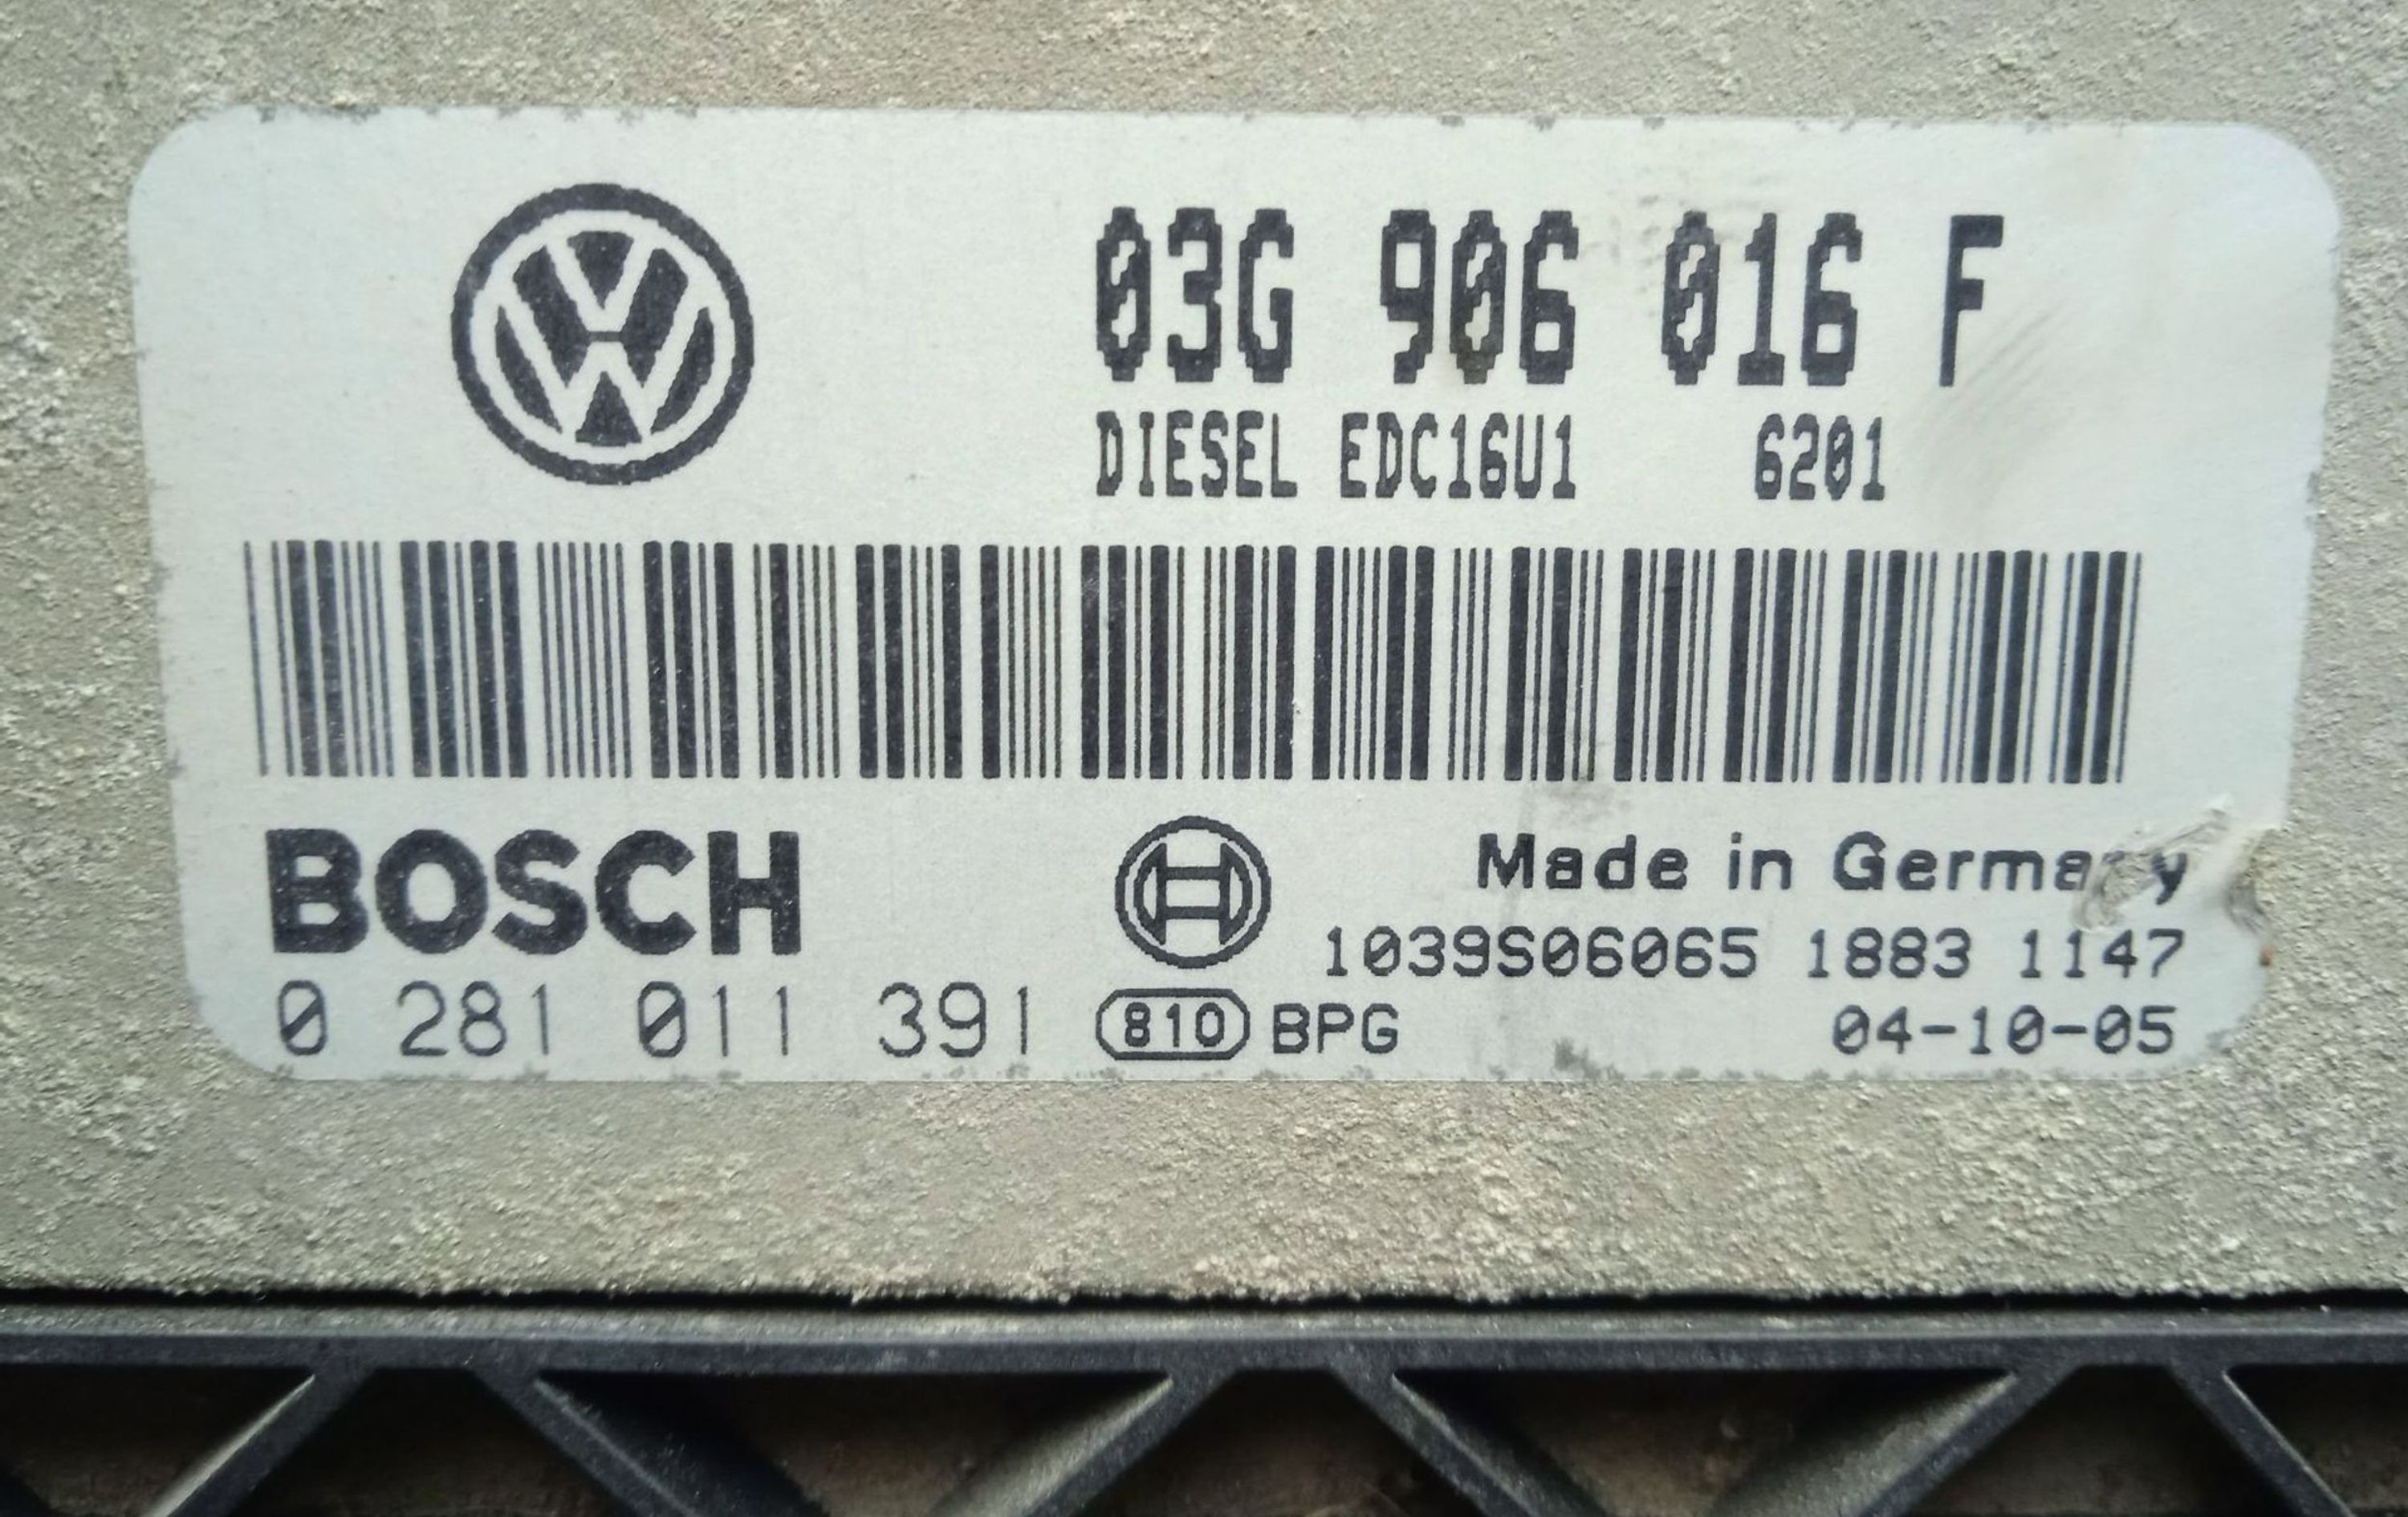 03G 906 016 F
DIESEL EDC16U1 6201
BOSCH
Made in Germany
1039S06065 1883 1147
0 281 011 391 810 BPG 04-10-05